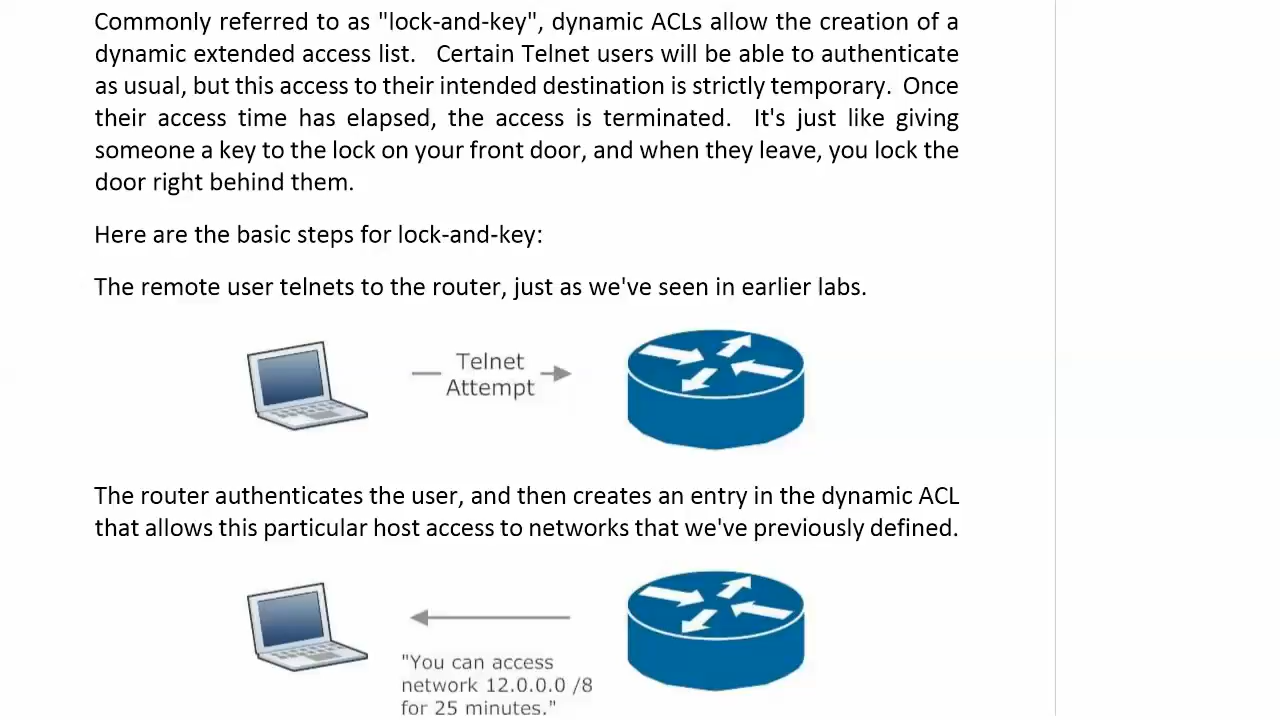 Commonly referred to as "lock-and-key", dynamic ACLs allow the creation of a
dynamic extended access list.   Certain Telnet users will be able to authenticate
as usual, but this access to their intended destination is strictly temporary.  Once
their access time has elapsed, the access is terminated.  It's just like giving
someone a key to the lock on your front door, and when they leave, you lock the
door right behind them.
Here are the basic steps for lock-and-key:
The remote user telnets to the router, just as we've seen in earlier labs.
Telnet
Attempt
The router authenticates the user, and then creates an entry in the dynamic ACL
that allows this particular host access to networks that we've previously defined.
"You can access
network 12.0.0.0 /8
for 25 minutes."